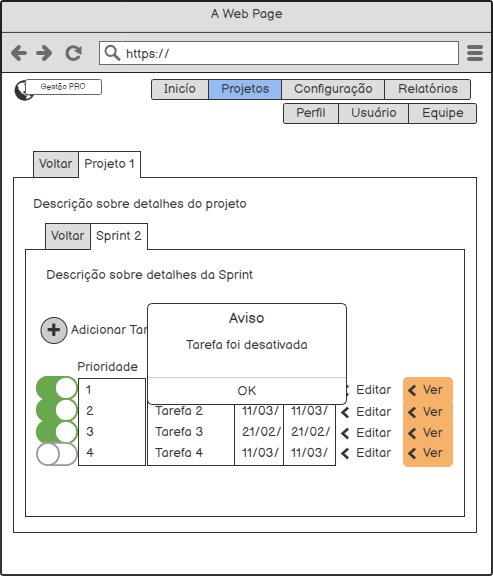 A Web Page
https://
Gestão PRO
Inicío Projetos Configuração Relatórios
Perfil Usuário Equipe
Voltar Projeto 1
Descrição sobre detalhes do projeto
Voltar Sprint 2
Descrição sobre detalhes da Sprint
Adicionar Tar
Aviso
Tarefa foi desativada
OK
Prioridade
1 Editar Ver
2 Tarefa 2 11/03/ 11/03/ Editar Ver
3 Tarefa 3 21/02/ 21/02/ Editar Ver
4 Tarefa 4 11/03/ 11/03/ Editar Ver